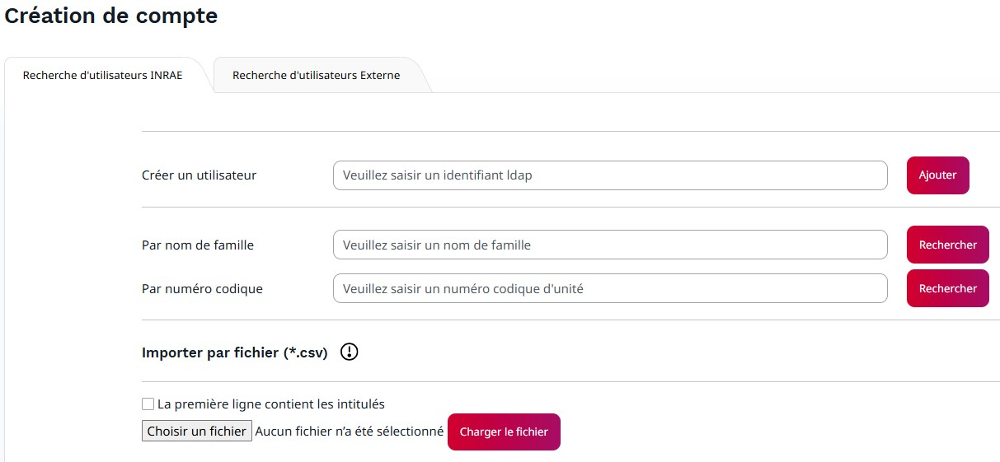 Création de compte
Recherche d'utilisateurs INRAE
Recherche d'utilisateurs Externe
Créer un utilisateur
Veuillez saisir un identifiant ldap
Ajouter
Par nom de famille
Veuillez saisir un nom de famille
Rechercher
Par numéro codique
Veuillez saisir un numéro codique d'unité
Rechercher
Importer par fichier (*.csv)
La première ligne contient les intitulés
Choisir un fichier Aucun fichier n’a été sélectionné Charger le fichier